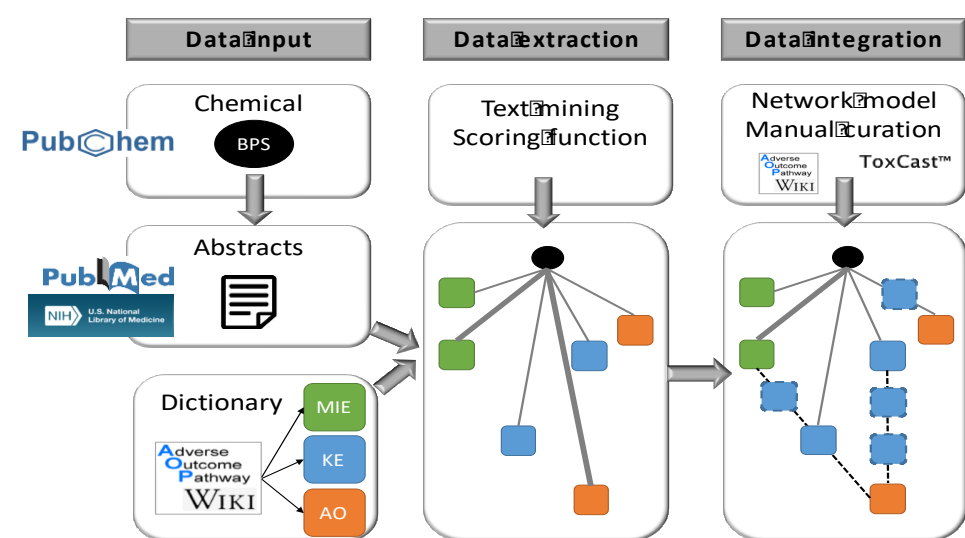 Data input
Data extraction
Data integration
Chemical
BPS
PubChem
Text mining
Scoring function
Network model
Manual curation
Adverse
Outcome
Pathway
WIKI
ToxCast™
Abstracts
PubMed
NIH
U.S. National
Library of Medicine
Dictionary
Adverse
Outcome
Pathway
WIKI
MIE
KE
AO